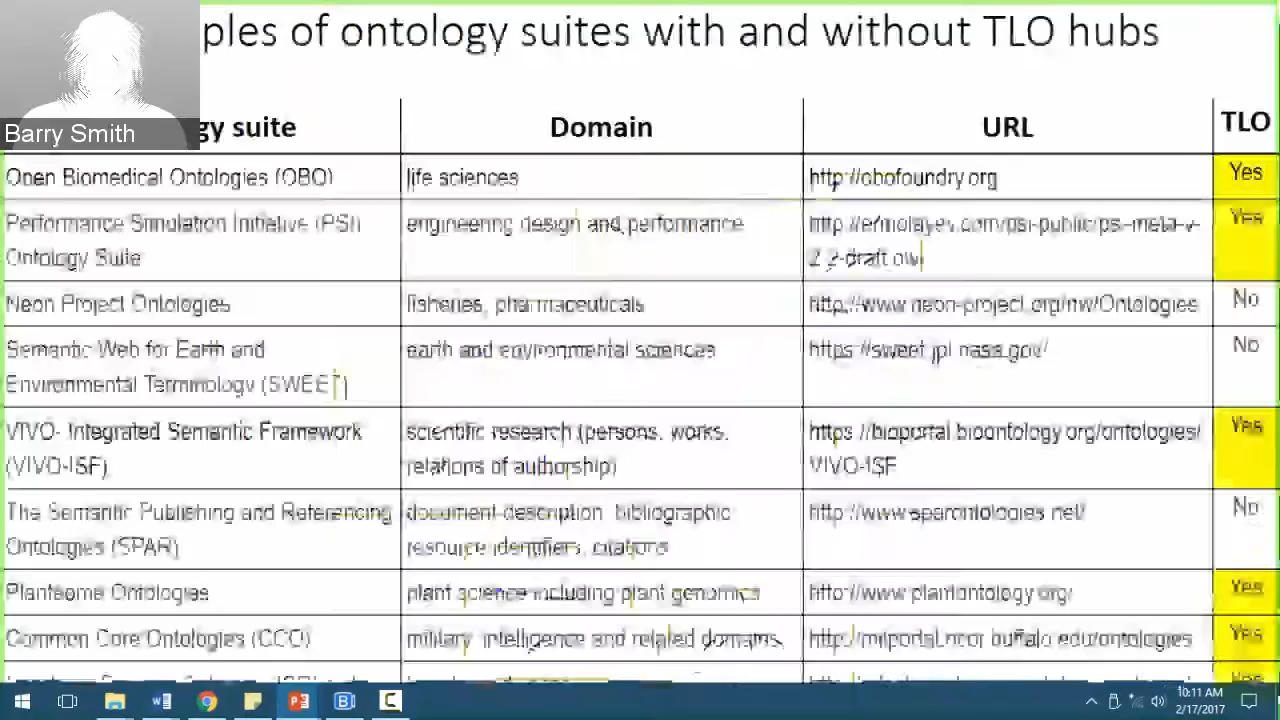 ples of ontology suites with and without TLO hubs
Barry Smith
gy suite Domain URL TLO
Open Biomedical Ontologies (OBO) life sciences http://obofoundry.org Yes
Performance Simulation Initiative (PSI) engineering design and performance Yes
Ontology Suite
Neon Project Ontologies fisheries, pharmaceuticals http://www.neon-project.org/nw/Ontologies No
Semantic Web for Earth and earth and environmental sciences https://sweet.jpl.nasa.gov/ No
Environmental Terminology (SWEET)
VIVO- Integrated Semantic Framework scientific research (persons, works, https://bioportal.bioontology.org/ontologies/ Yes
(VIVO-ISF) relations of authorship) VIVO-ISF
The Semantic Publishing and Referencing document description, bibliographic http://www.sparontologies.net/ No
Ontologies (SPAR) resource identifiers, citations
Planteome Ontologies plant science including plant genomics http://www.plantontology.org/ Yes
Common Core Ontologies (CCO) military, intelligence and related domains, http://milportal.ncor.buffalo.edu/ontologies Yes
10:11 AM
2/17/2017